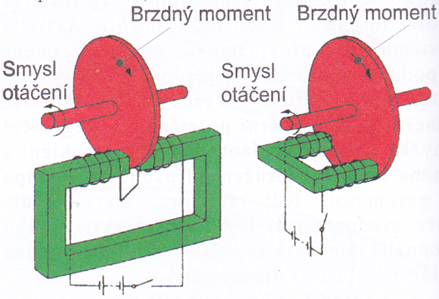 Brzdný moment
Smysl
otáčení
Brzdný moment
Smysl
otáčení